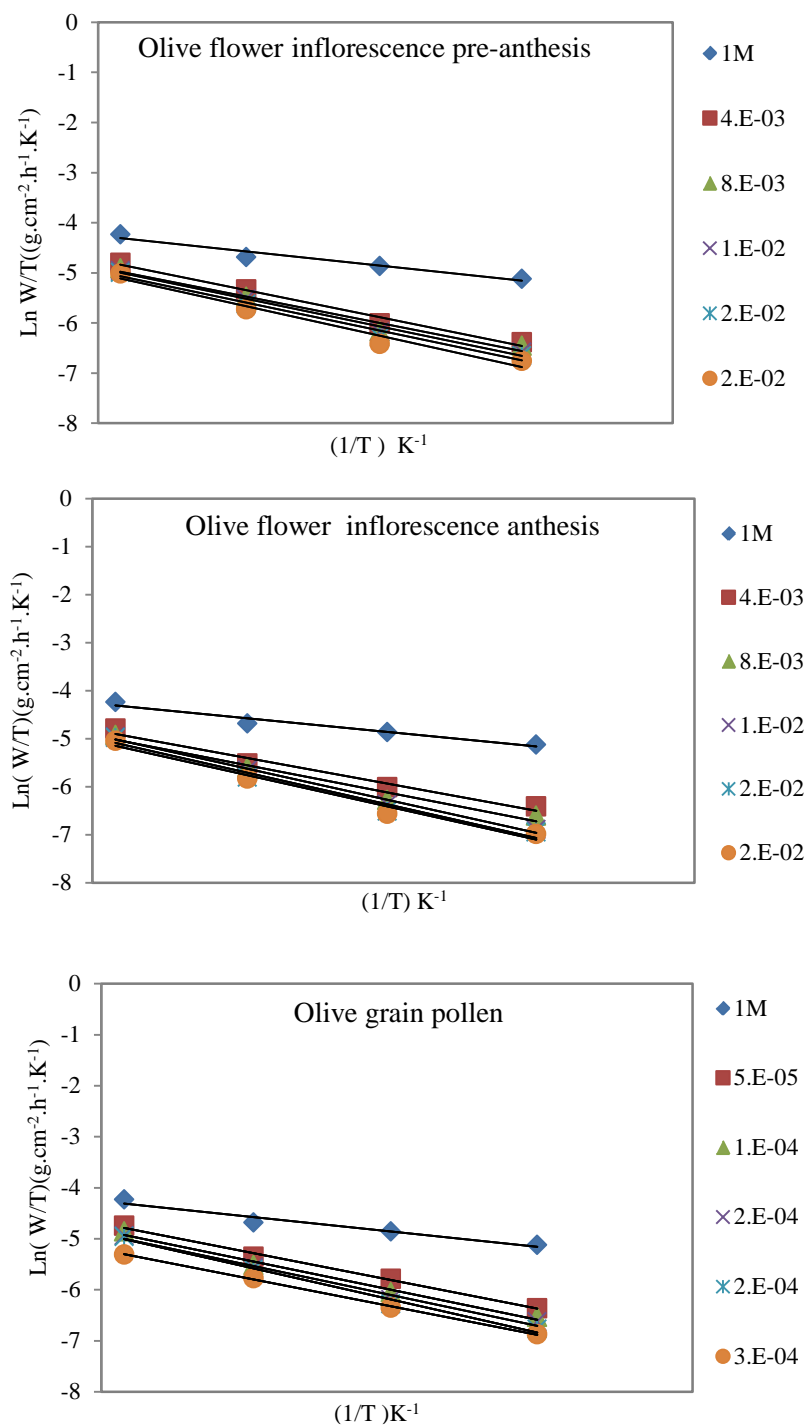 Olive flower inflorescence pre-anthesis
Ln W/T((g.cm-2.h-1.K-1)
0
-1
-2
-3
-4
-5
-6
-7
-8
(1/T ) K-1
1M
4.E-03
8.E-03
1.E-02
2.E-02
2.E-02
Olive flower inflorescence anthesis
Ln( W/T)(g.cm-2.h-1.K-1)
0
-1
-2
-3
-4
-5
-6
-7
-8
(1/T) K-1
1M
4.E-03
8.E-03
1.E-02
2.E-02
2.E-02
Olive grain pollen
Ln( W/T)(g.cm-2.h-1.K-1)
0
-1
-2
-3
-4
-5
-6
-7
-8
(1/T )K-1
1M
5.E-05
1.E-04
2.E-04
2.E-04
3.E-04